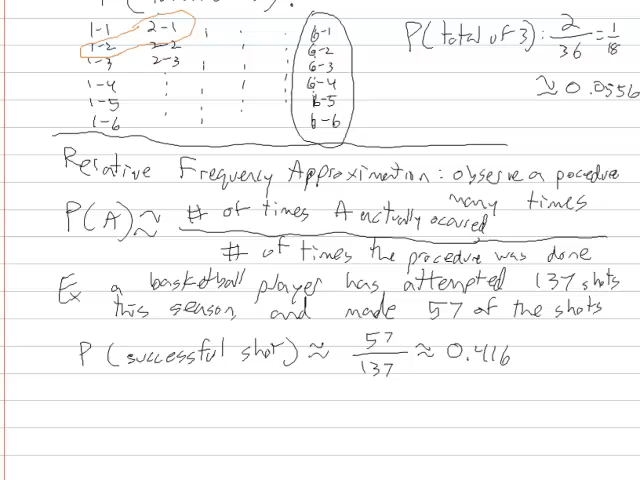 1-1 2-1 6-1
1-2 2-2 6-2
1-3 2-3 6-3
1-4 6-4
1-5 6-5
1-6 6-6
P(total of 3): 2/36 = 1/18
≈ 0.0556
Relative Frequency Approximation: observe a procedure
many times
P(A) ≈ # of times A actually occurred
# of times the procedure was done
Ex a basketball player has attempted 137 shots
this season, and made 57 of the shots
P(successful shot) ≈ 57/137 ≈ 0.416